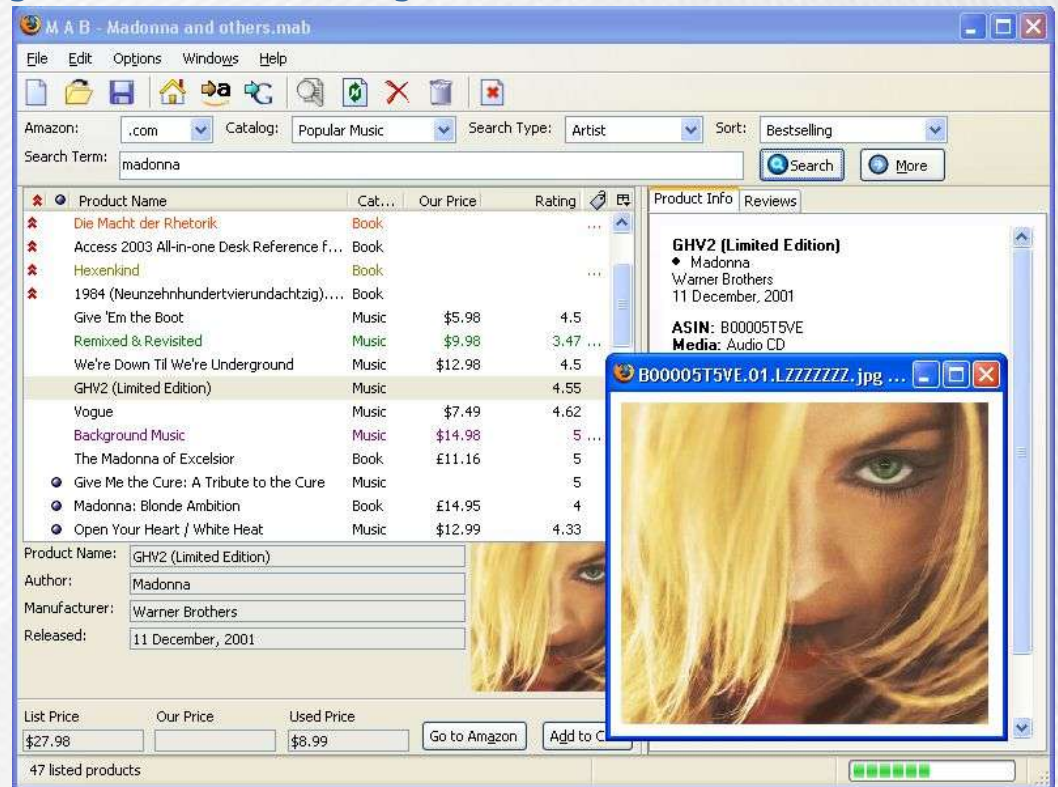 M A B - Madonna and others.mab
File Edit Options Windows Help
Amazon: .com Catalog: Popular Music Search Type: Artist Sort: Bestselling
Search Term: madonna Search More
Product Name Cat... Our Price Rating
Die Macht der Rhetorik Book ...
Access 2003 All-in-one Desk Reference f... Book
Hexenkind Book ...
1984 (Neunzehnhundertvierundachtzig).... Book
Give 'Em the Boot Music $5.98 4.5
Remixed & Revisited Music $9.98 3.47 ...
We're Down Til We're Underground Music $12.98 4.5
GHV2 (Limited Edition) Music 4.55
Vogue Music $7.49 4.62
Background Music Music $14.98 5 ...
The Madonna of Excelsior Book £11.16 5
Give Me the Cure: A Tribute to the Cure Music 5
Madonna: Blonde Ambition Book £14.95 4
Open Your Heart / White Heat Music $12.99 4.33
Product Info Reviews
GHV2 (Limited Edition)
Madonna
Warner Brothers
11 December, 2001
ASIN: B00005T5VE
Media: Audio CD
B00005T5VE.01.LZZZZZZZ.jpg ...
Product Name: GHV2 (Limited Edition)
Author: Madonna
Manufacturer: Warner Brothers
Released: 11 December, 2001
List Price Our Price Used Price
$27.98 $8.99 Go to Amazon Add to C
47 listed products